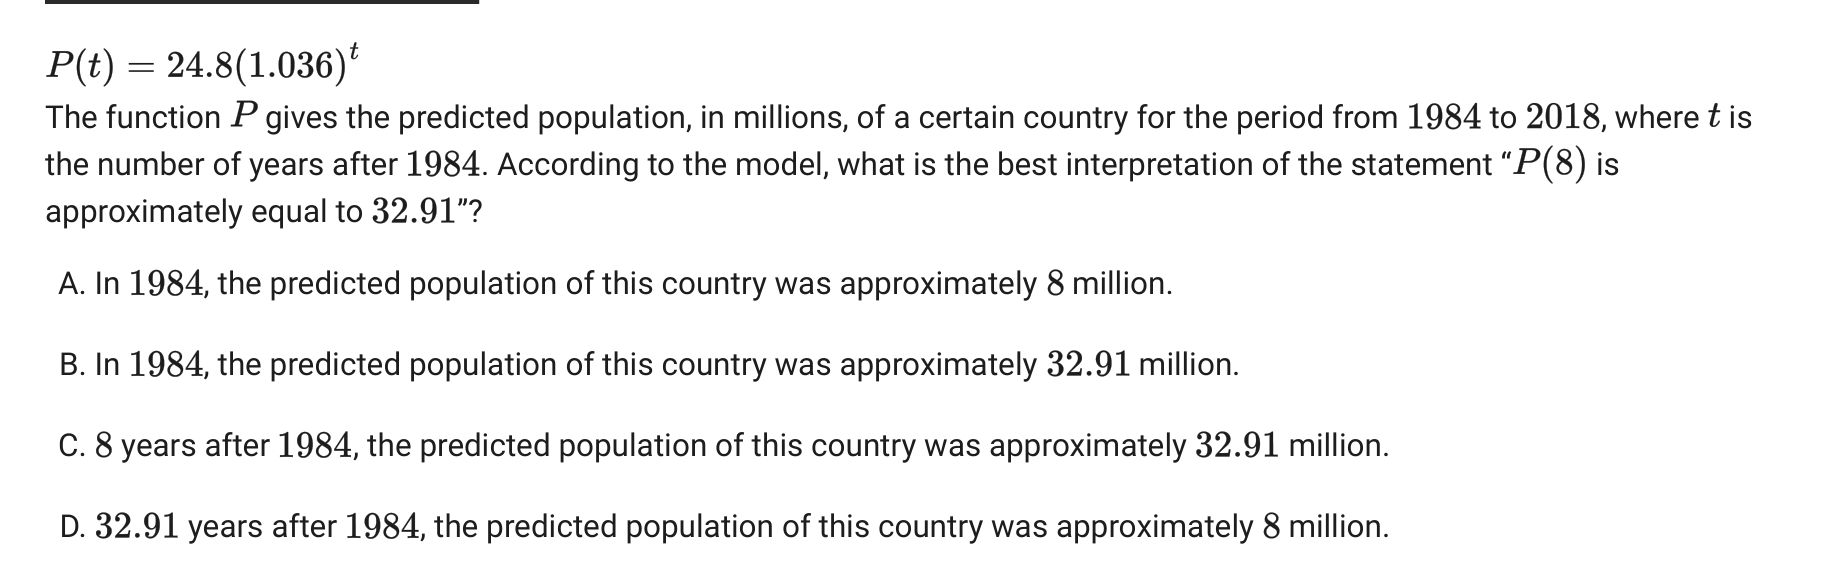 P(t) = 24.8(1.036)^t
The function P gives the predicted population, in millions, of a certain country for the period from 1984 to 2018, where t is
the number of years after 1984. According to the model, what is the best interpretation of the statement “P(8) is
approximately equal to 32.91”?
A. In 1984, the predicted population of this country was approximately 8 million.
B. In 1984, the predicted population of this country was approximately 32.91 million.
C. 8 years after 1984, the predicted population of this country was approximately 32.91 million.
D. 32.91 years after 1984, the predicted population of this country was approximately 8 million.